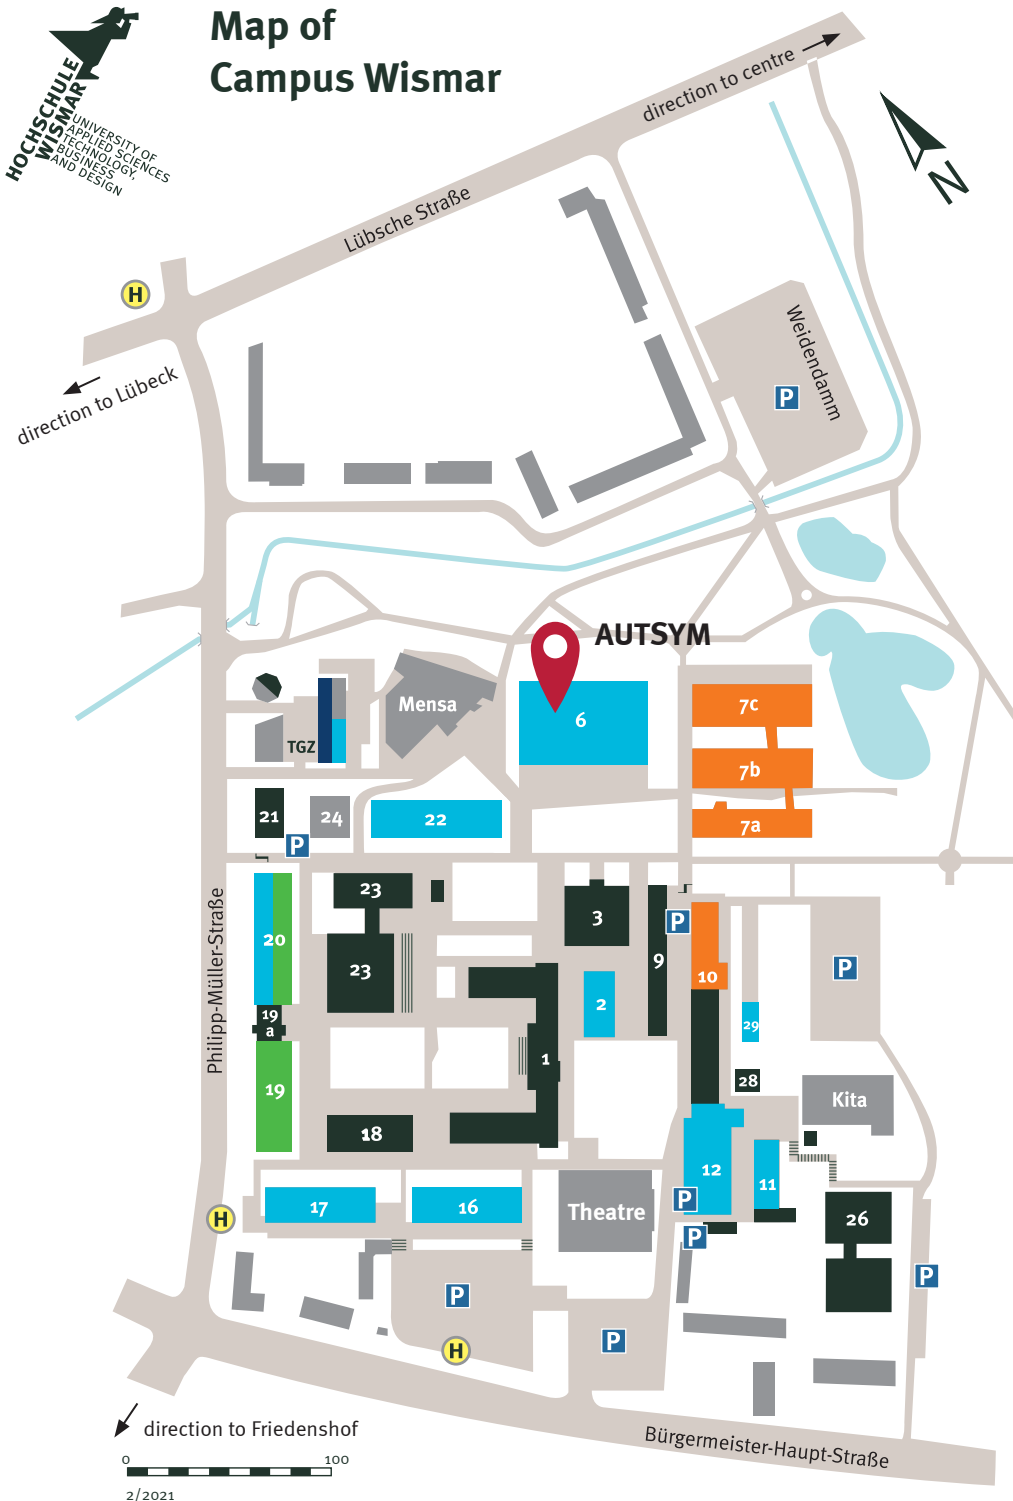 Map of
Campus Wismar
HOCHSCHULE
WISMAR
UNIVERSITY OF
APPLIED SCIENCES
TECHNOLOGY,
BUSINESS
AND DESIGN
direction to centre
N
Lübsche Straße
H
direction to Lübeck
Weidendamm
P
AUTSYM
Mensa
6
7c
TGZ
7b
21
24
22
7a
P
23
3
P
9
20
23
10
P
2
19
a
29
1
19
28
Kita
18
12
11
17
16
Theatre
P
26
H
P
P
P
H
P
Philipp-Müller-Straße
direction to Friedenshof
Bürgermeister-Haupt-Straße
0 100
2/2021